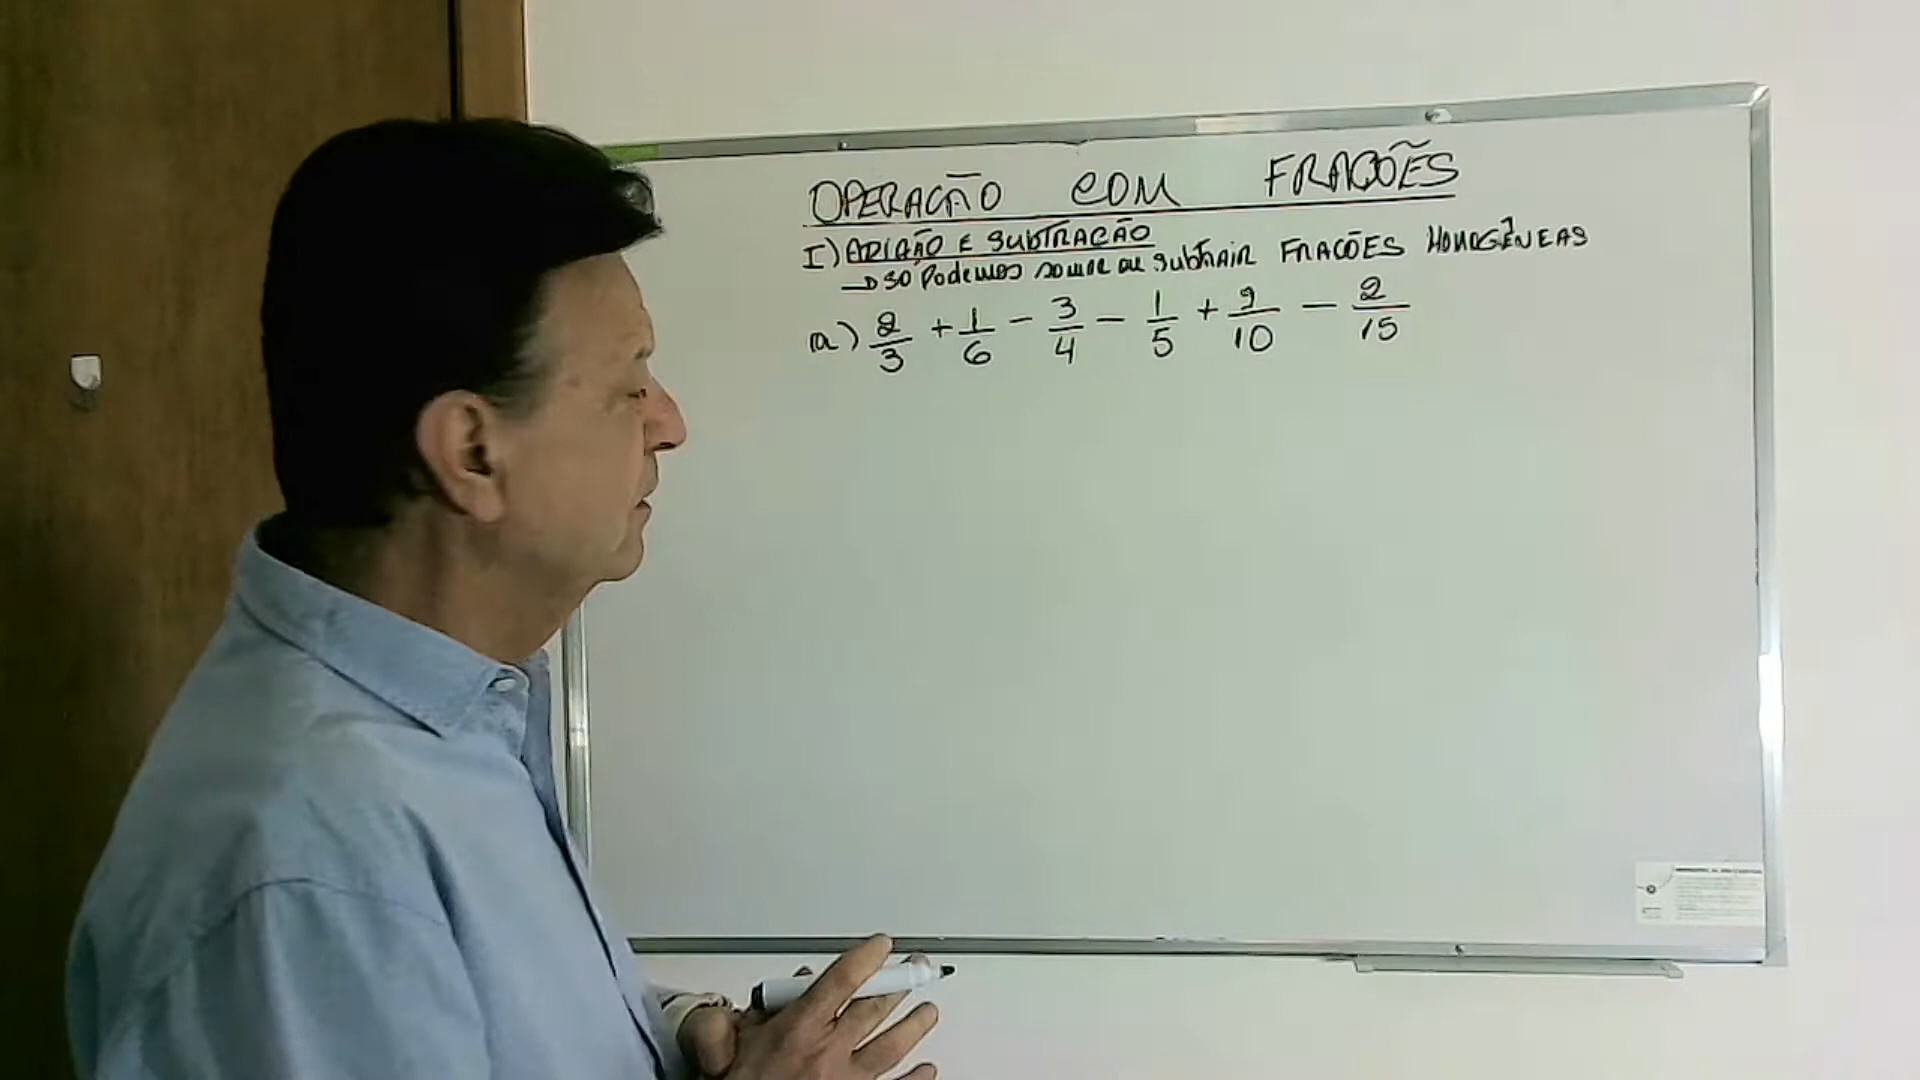 OPERAÇÃO COM FRAÇÕES
I) ADIÇÃO E SUBTRAÇÃO
→ SÓ Podemos somar ou subtrair FRAÇÕES HOMOGÊNEAS
a) 2/3 + 1/6 - 3/4 - 1/5 + 9/10 - 2/15